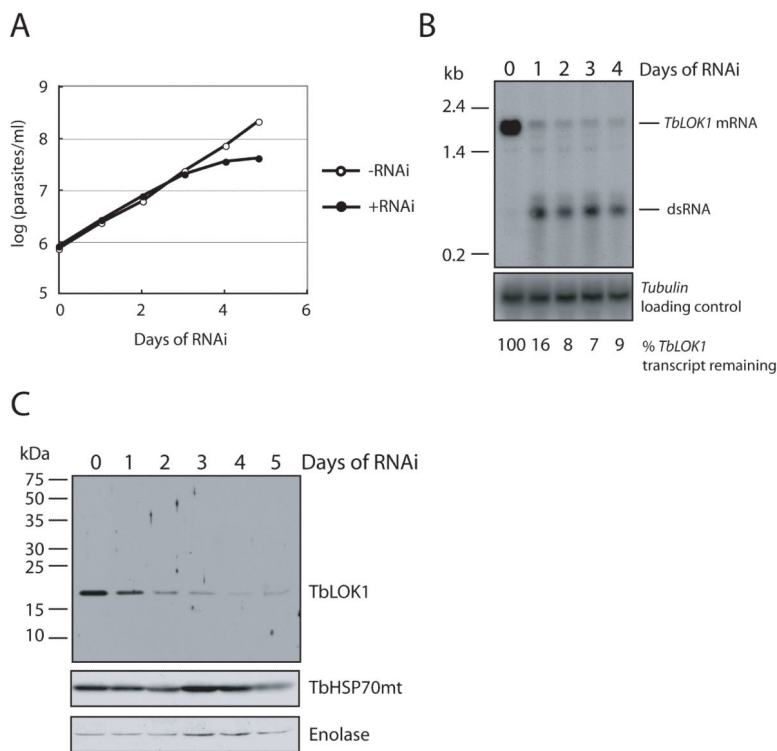 A
log (parasites/ml)
9
8
7
6
5
0 2 4 6
Days of RNAi
-RNAi
+RNAi
B
kb
0 1 2 3 4 Days of RNAi
2.4
1.4
0.2
TbLOK1 mRNA
dsRNA
Tubulin
loading control
100 16 8 7 9 % TbLOK1
transcript remaining
C
kDa
0 1 2 3 4 5 Days of RNAi
75
50
35
30
25
15
10
TbLOK1
TbHSP70mt
Enolase